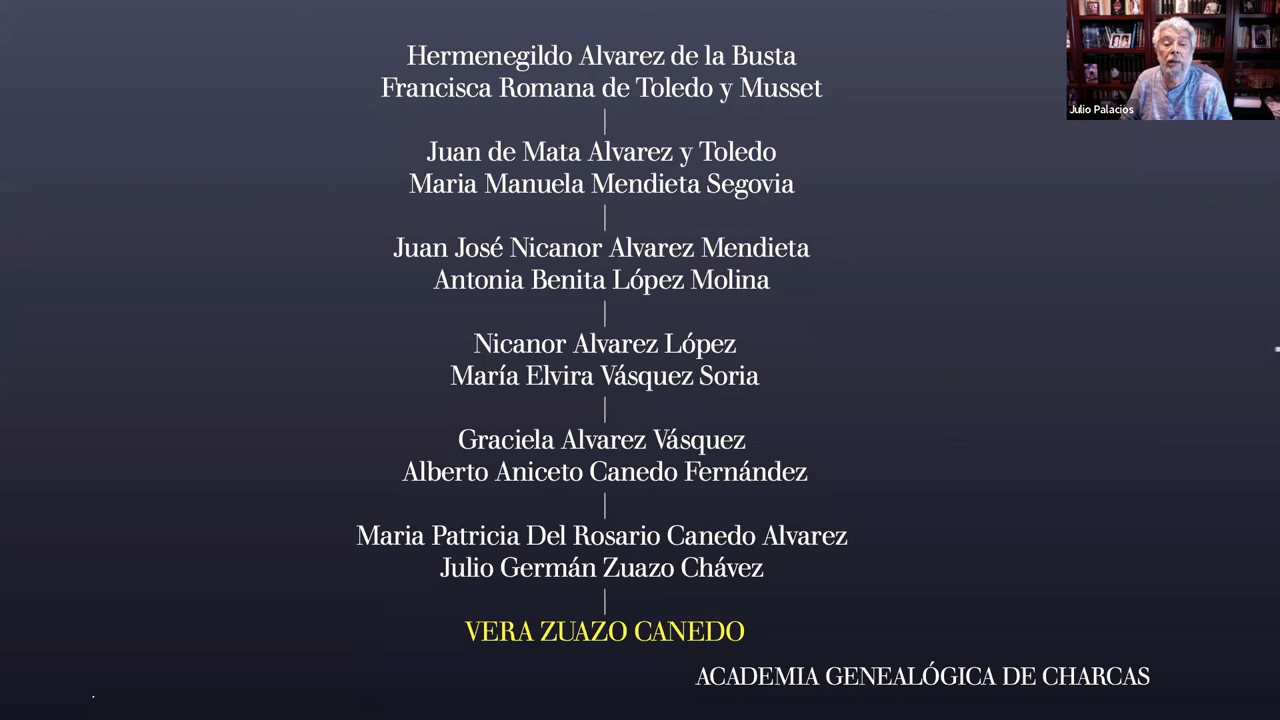 Hermenegildo Alvarez de la Busta
Francisca Romana de Toledo y Musset
Juan de Mata Alvarez y Toledo
Maria Manuela Mendieta Segovia
Juan José Nicanor Alvarez Mendieta
Antonia Benita López Molina
Nicanor Alvarez López
María Elvira Vásquez Soria
Graciela Alvarez Vásquez
Alberto Aniceto Canedo Fernández
Maria Patricia Del Rosario Canedo Alvarez
Julio Germán Zuazo Chávez
VERA ZUAZO CANEDO
ACADEMIA GENEALÓGICA DE CHARCAS
Julio Palacios